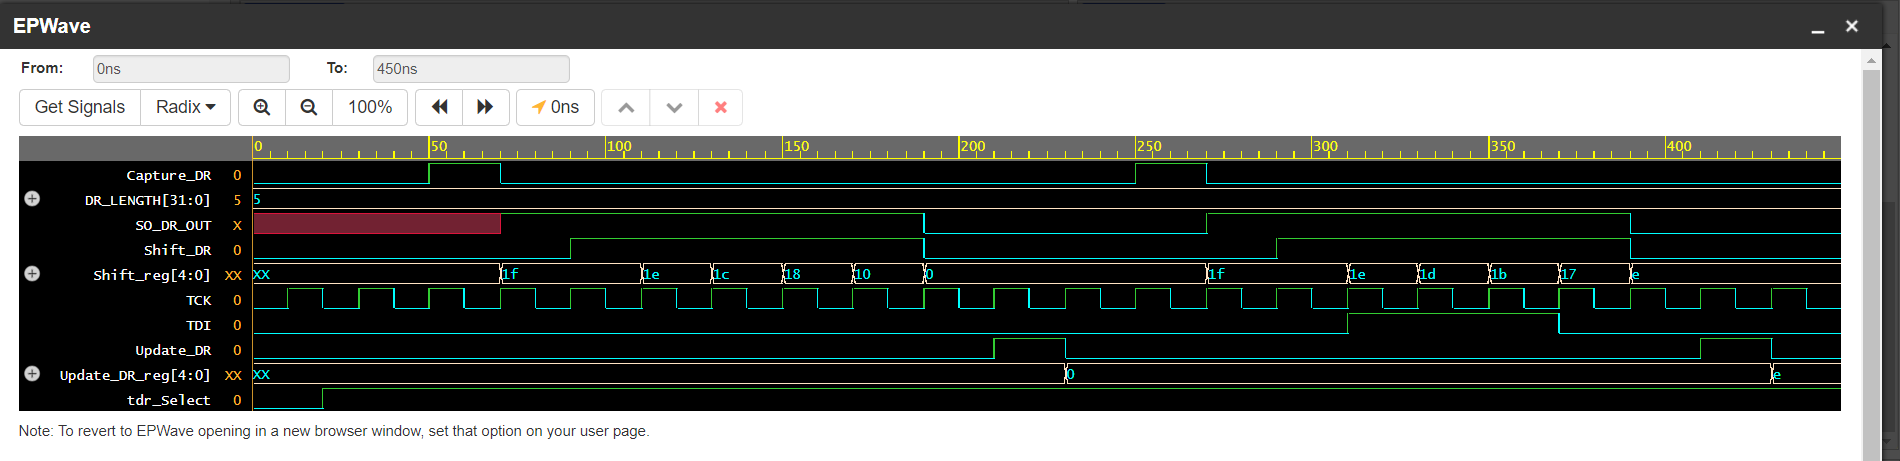 EPWave
From: 0ns To: 450ns
Get Signals Radix 100% 0ns
0 50 100 150 200 250 300 350 400
Capture_DR 0
DR_LENGTH[31:0] 5 5
SO_DR_OUT X
Shift_DR 0
Shift_reg[4:0] XX XX 1f 1e 1c 18 10 0 1f 1e 1d 1b 17 e
TCK 0
TDI 0
Update_DR 0
Update_DR_reg[4:0] XX XX 0 e
tdr_Select 0
Note: To revert to EPWave opening in a new browser window, set that option on your user page.